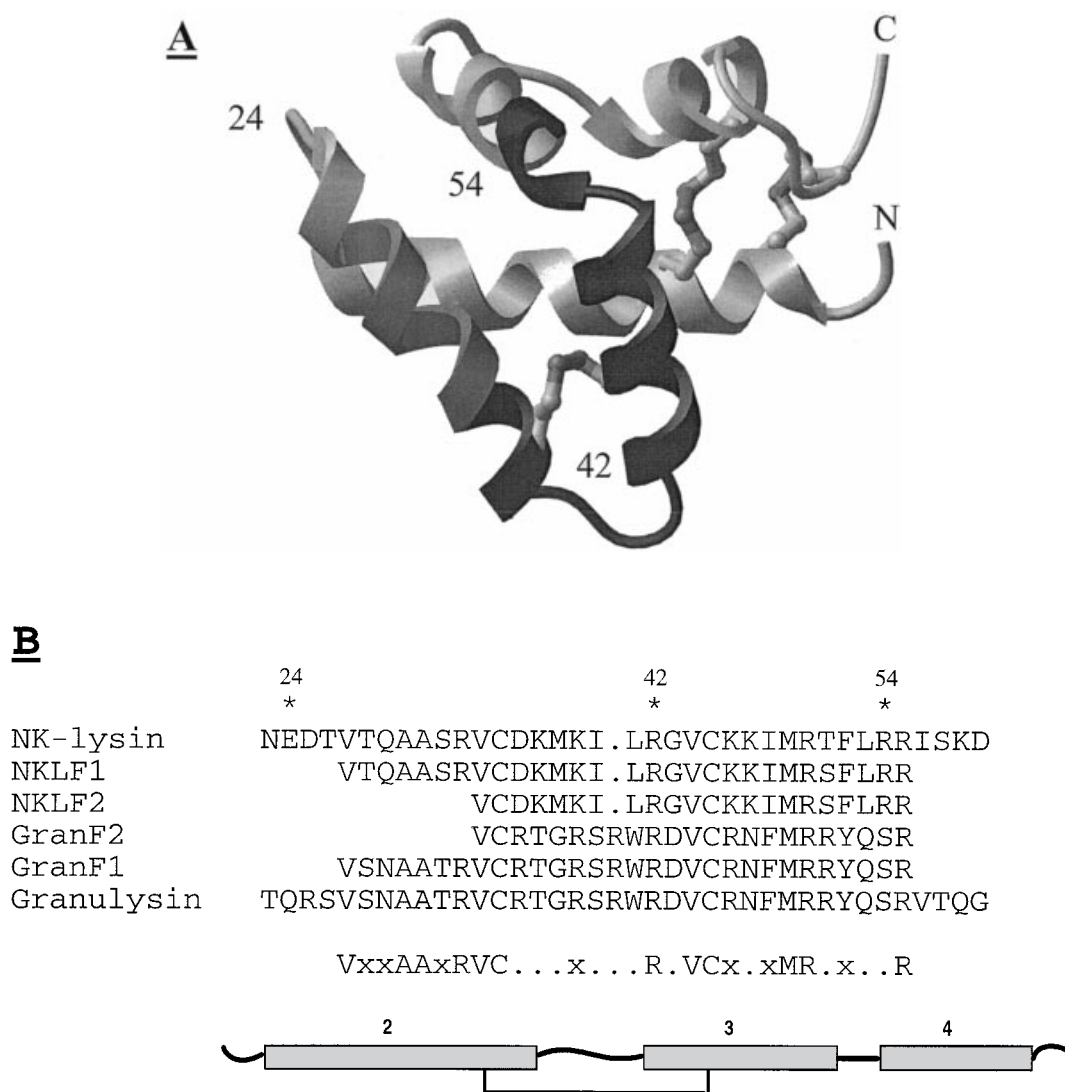 A
C
24
54
N
42
B
24 42 54
* * *
NK-lysin NEDTVTQAASRVCDKMKI.LRGVCKKIMRTFLRRISKD
NKLF1 VTQAASRVCDKMKI.LRGVCKKIMRSFLRR
NKLF2 VCDKMKI.LRGVCKKIMRSFLRR
GranF2 VCRTGRSRWRDVCRNFMRRYQSR
GranF1 VSNAATRVCRTGRSRWRDVCRNFMRRYQSR
Granulysin TQRSVSNAATRVCRTGRSRWRDVCRNFMRRYQSRVTQG
VxxAAxRVC...x...R.VCx.xMR.x..R
2 3 4